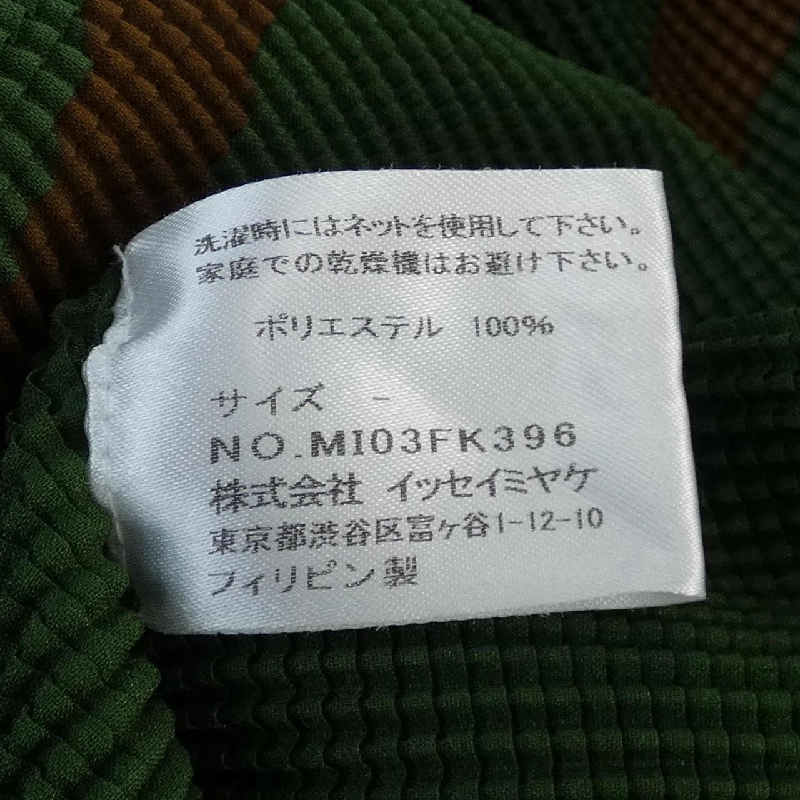 洗濯時にはネットを使用して下さい。
家庭での乾燥機はお避け下さい。
ポリエステル 100%
サイズ -
NO.MI03FK396
株式会社 イッセイミヤケ
東京都渋谷区富ヶ谷1-12-10
フィリピン製